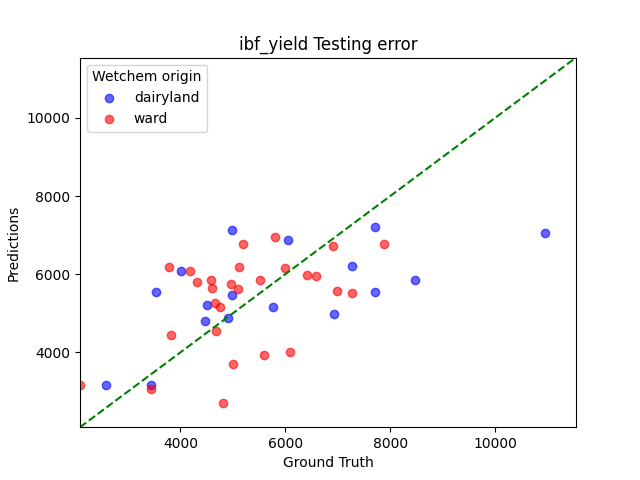 ibf_yield Testing error
Wetchem origin
dairyland
ward
10000
8000
6000
4000
Predictions
4000 6000 8000 10000
Ground Truth